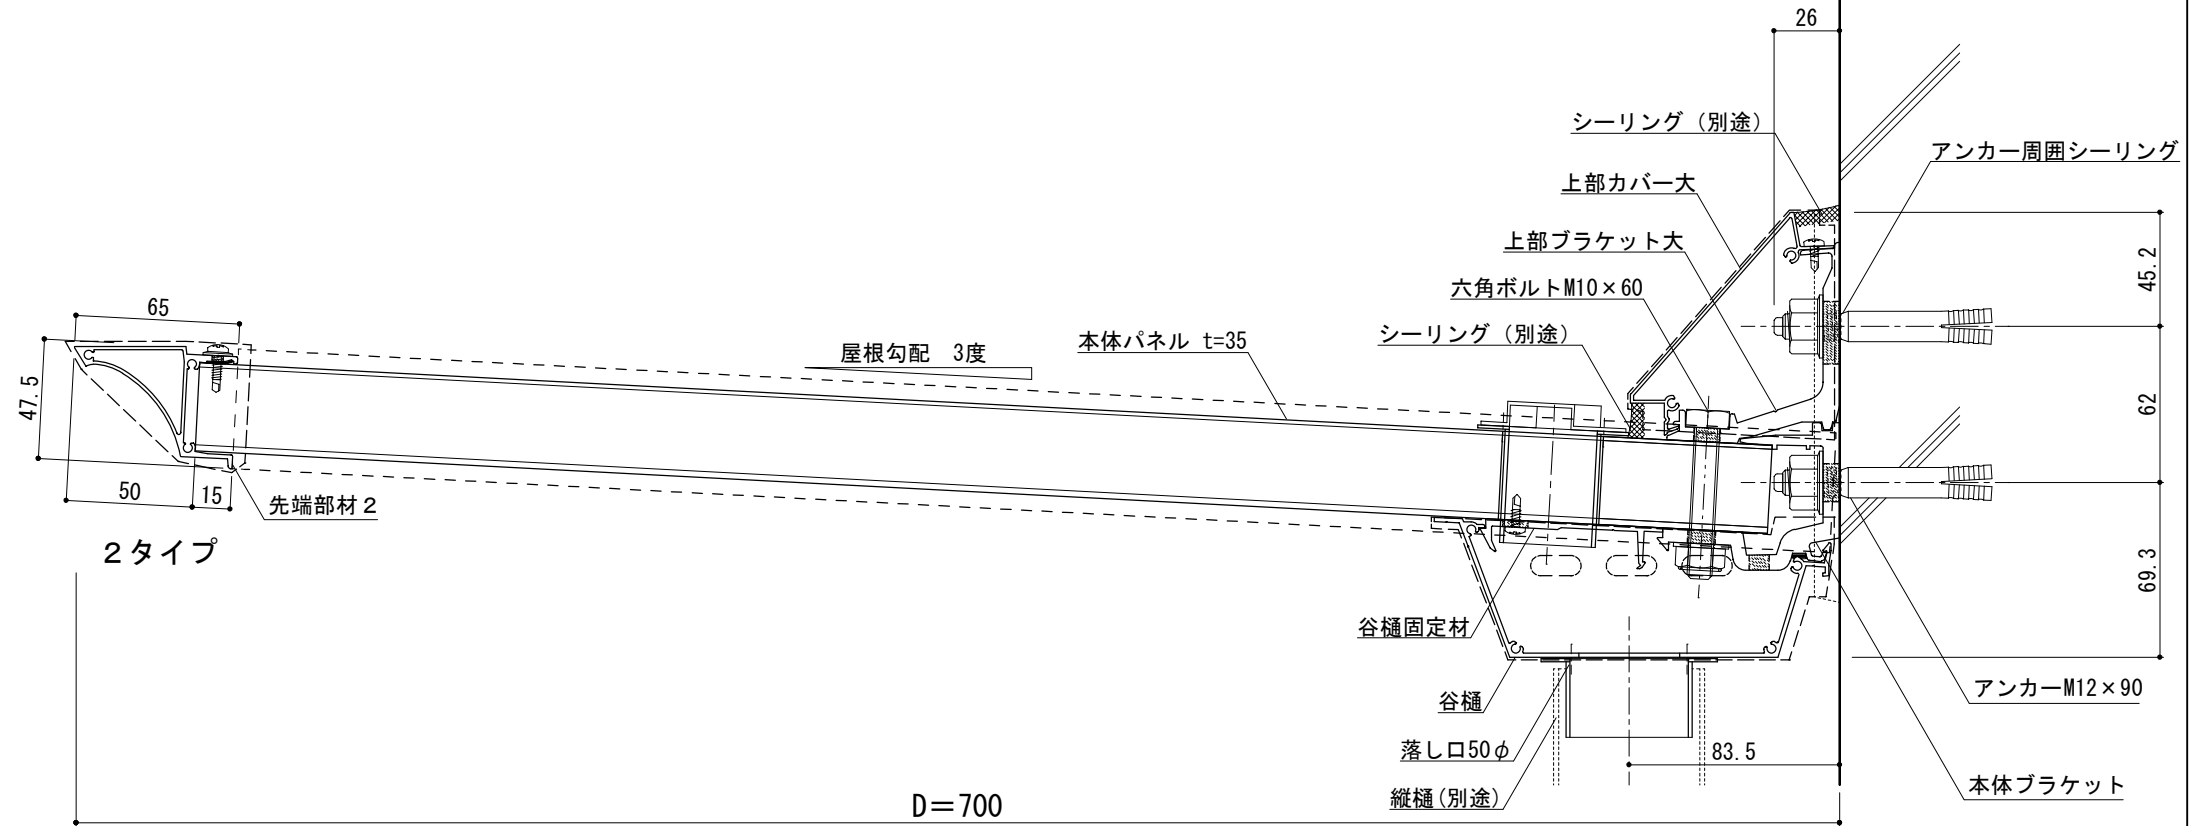 26
シーリング（別途）
アンカー周囲シーリング
上部カバー大
上部ブラケット大
45.2
六角ボルトM10×60
65
シーリング（別途）
本体パネル t=35
屋根勾配　3度
47.5
62
50
15
先端部材２
２タイプ
69.3
谷樋固定材
アンカーM12×90
谷樋
落し口50φ
83.5
本体ブラケット
縦樋(別途)
D＝700